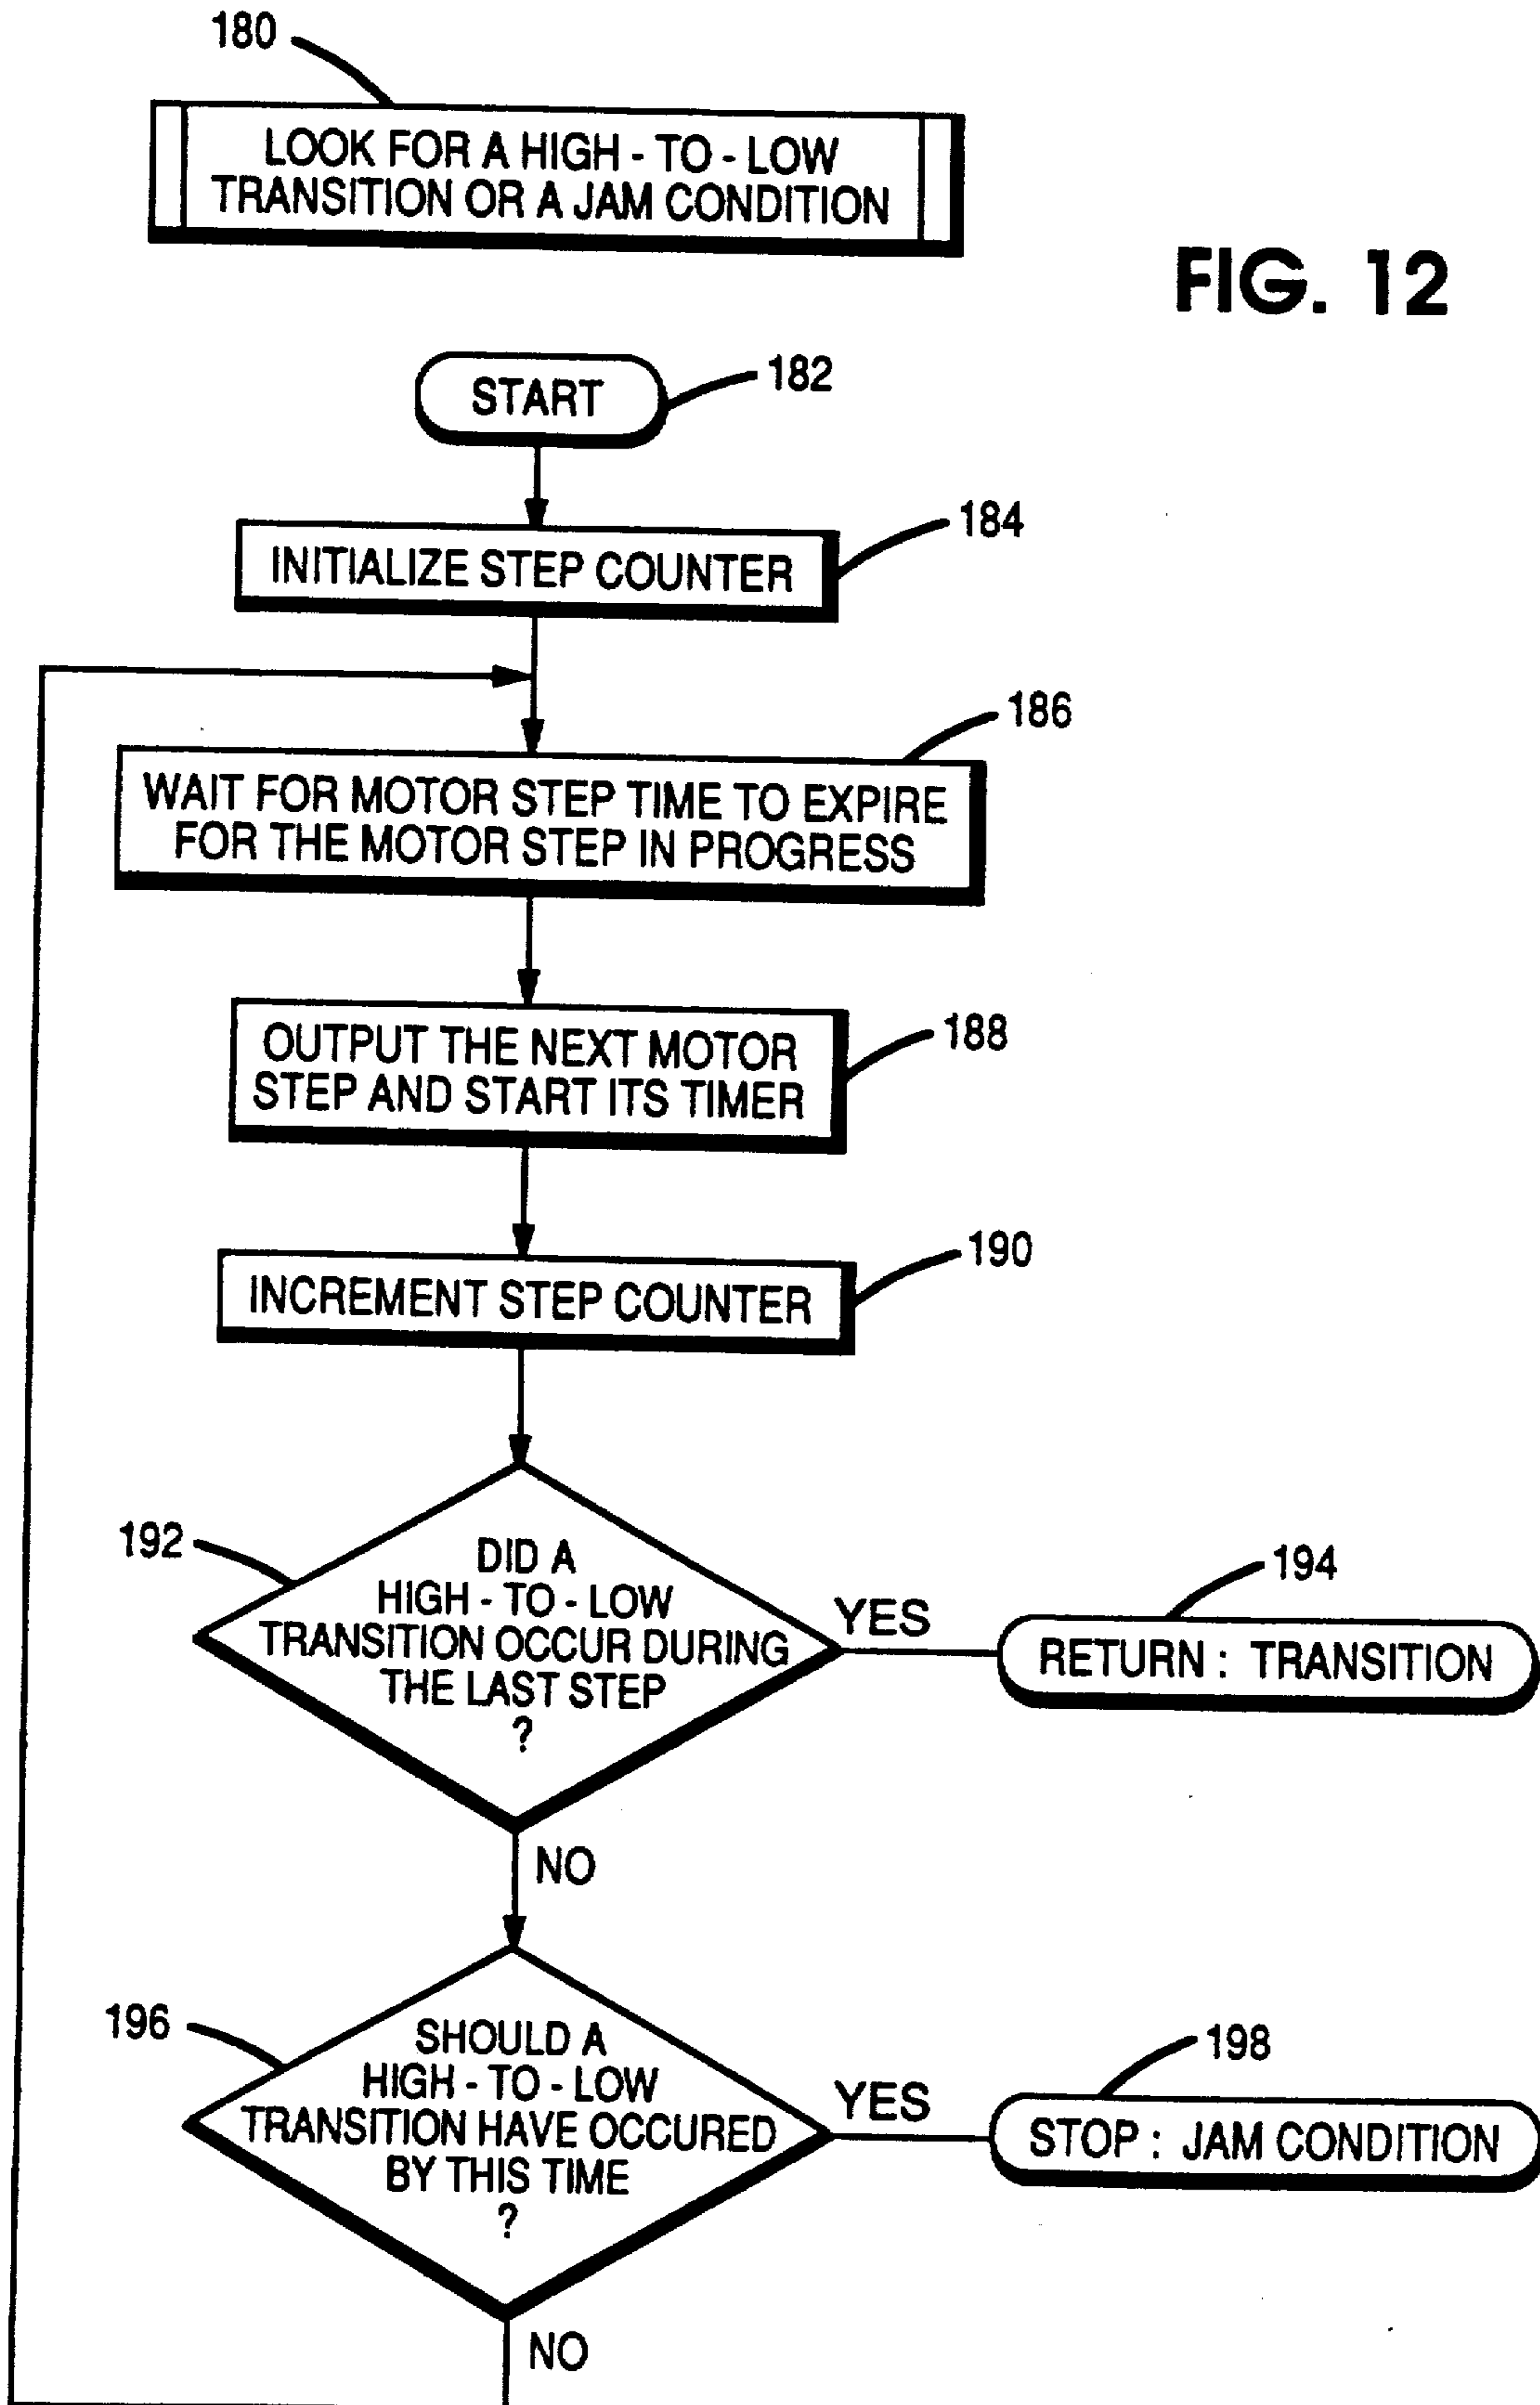 180
LOOK FOR A HIGH - TO - LOW
TRANSITION OR A JAM CONDITION
FIG. 12
START
182
184
INITIALIZE STEP COUNTER
186
WAIT FOR MOTOR STEP TIME TO EXPIRE
FOR THE MOTOR STEP IN PROGRESS
188
OUTPUT THE NEXT MOTOR
STEP AND START ITS TIMER
190
INCREMENT STEP COUNTER
192
DID A
HIGH - TO - LOW
TRANSITION OCCUR DURING
THE LAST STEP
?
YES
194
RETURN : TRANSITION
NO
196
SHOULD A
HIGH - TO - LOW
TRANSITION HAVE OCCURED
BY THIS TIME
?
YES
198
STOP : JAM CONDITION
NO